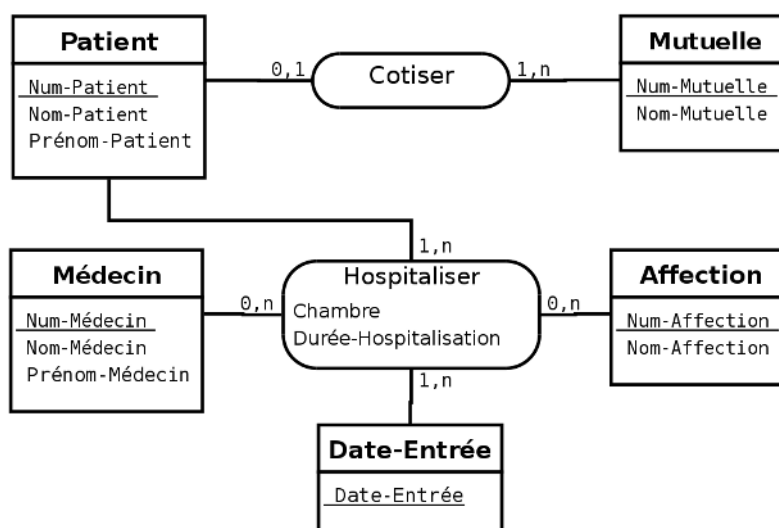 Patient
Num-Patient
Nom-Patient
Prénom-Patient
0,1
Cotiser
1,n
Mutuelle
Num-Mutuelle
Nom-Mutuelle
1,n
Médecin
Num-Médecin
Nom-Médecin
Prénom-Médecin
0,n
Hospitaliser
Chambre
Durée-Hospitalisation
0,n
Affection
Num-Affection
Nom-Affection
1,n
Date-Entrée
Date-Entrée